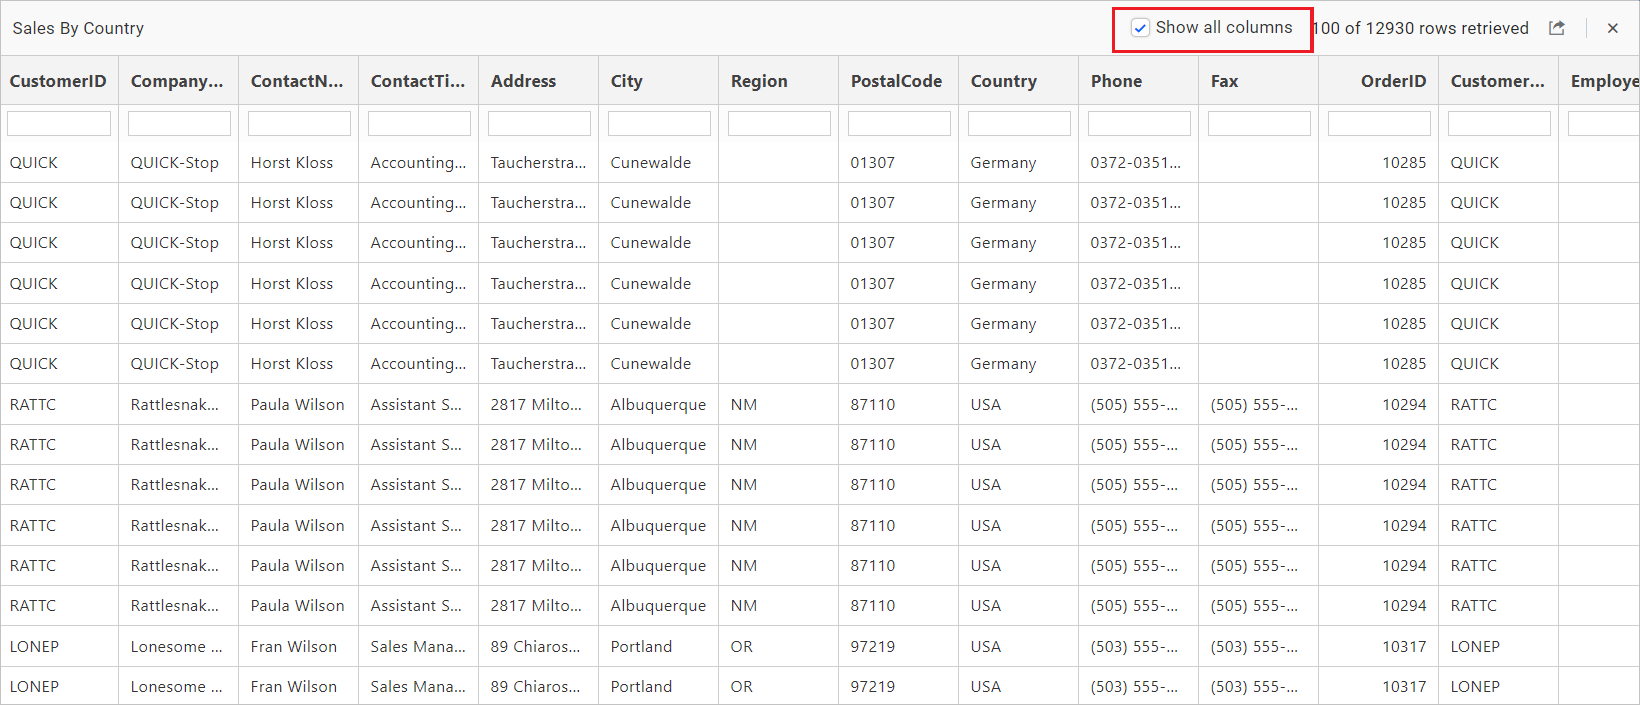 Sales By Country Show all columns 100 of 12930 rows retrieved
CustomerID Company... ContactN... ContactTi... Address City Region PostalCode Country Phone Fax OrderID Customer... Employe
QUICK QUICK-Stop Horst Kloss Accounting... Taucherstra... Cunewalde 01307 Germany 0372-0351... 10285 QUICK
QUICK QUICK-Stop Horst Kloss Accounting... Taucherstra... Cunewalde 01307 Germany 0372-0351... 10285 QUICK
QUICK QUICK-Stop Horst Kloss Accounting... Taucherstra... Cunewalde 01307 Germany 0372-0351... 10285 QUICK
QUICK QUICK-Stop Horst Kloss Accounting... Taucherstra... Cunewalde 01307 Germany 0372-0351... 10285 QUICK
QUICK QUICK-Stop Horst Kloss Accounting... Taucherstra... Cunewalde 01307 Germany 0372-0351... 10285 QUICK
QUICK QUICK-Stop Horst Kloss Accounting... Taucherstra... Cunewalde 01307 Germany 0372-0351... 10285 QUICK
RATTC Rattlesnak... Paula Wilson Assistant S... 2817 Milto... Albuquerque NM 87110 USA (505) 555-... (505) 555-... 10294 RATTC
RATTC Rattlesnak... Paula Wilson Assistant S... 2817 Milto... Albuquerque NM 87110 USA (505) 555-... (505) 555-... 10294 RATTC
RATTC Rattlesnak... Paula Wilson Assistant S... 2817 Milto... Albuquerque NM 87110 USA (505) 555-... (505) 555-... 10294 RATTC
RATTC Rattlesnak... Paula Wilson Assistant S... 2817 Milto... Albuquerque NM 87110 USA (505) 555-... (505) 555-... 10294 RATTC
RATTC Rattlesnak... Paula Wilson Assistant S... 2817 Milto... Albuquerque NM 87110 USA (505) 555-... (505) 555-... 10294 RATTC
RATTC Rattlesnak... Paula Wilson Assistant S... 2817 Milto... Albuquerque NM 87110 USA (505) 555-... (505) 555-... 10294 RATTC
LONEP Lonesome ... Fran Wilson Sales Mana... 89 Chiaros... Portland OR 97219 USA (503) 555-... (503) 555-... 10317 LONEP
LONEP Lonesome ... Fran Wilson Sales Mana... 89 Chiaros... Portland OR 97219 USA (503) 555-... (503) 555-... 10317 LONEP